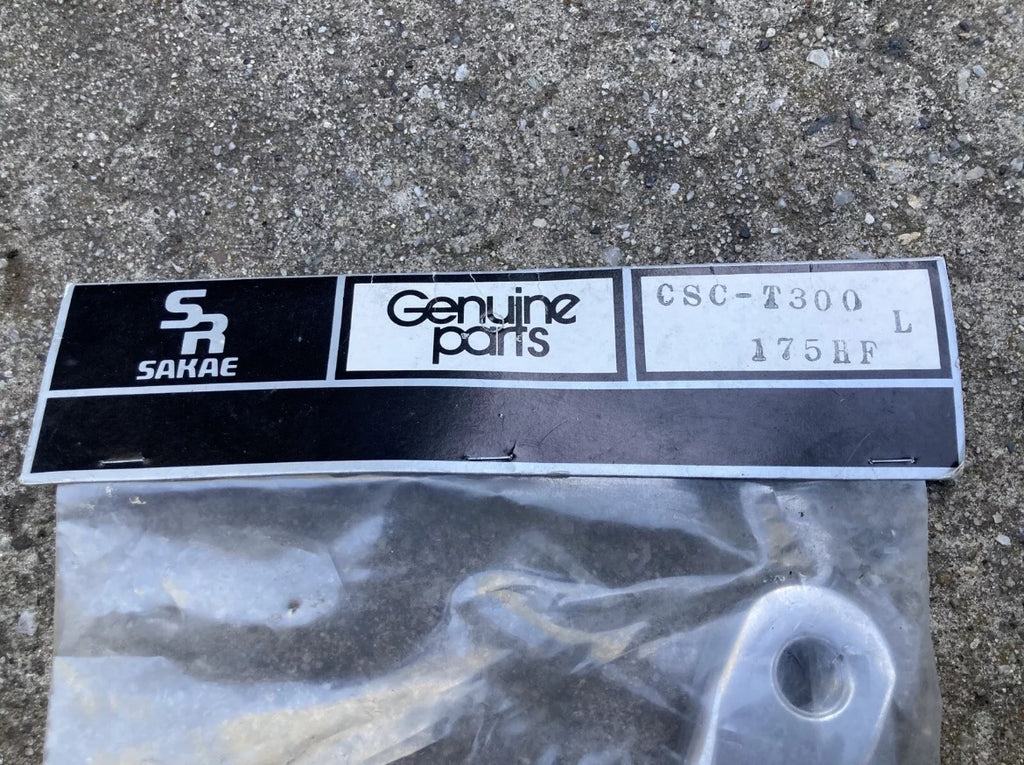 SR
SAKAE
Genuine
parts
CSC-T300
L
175HF